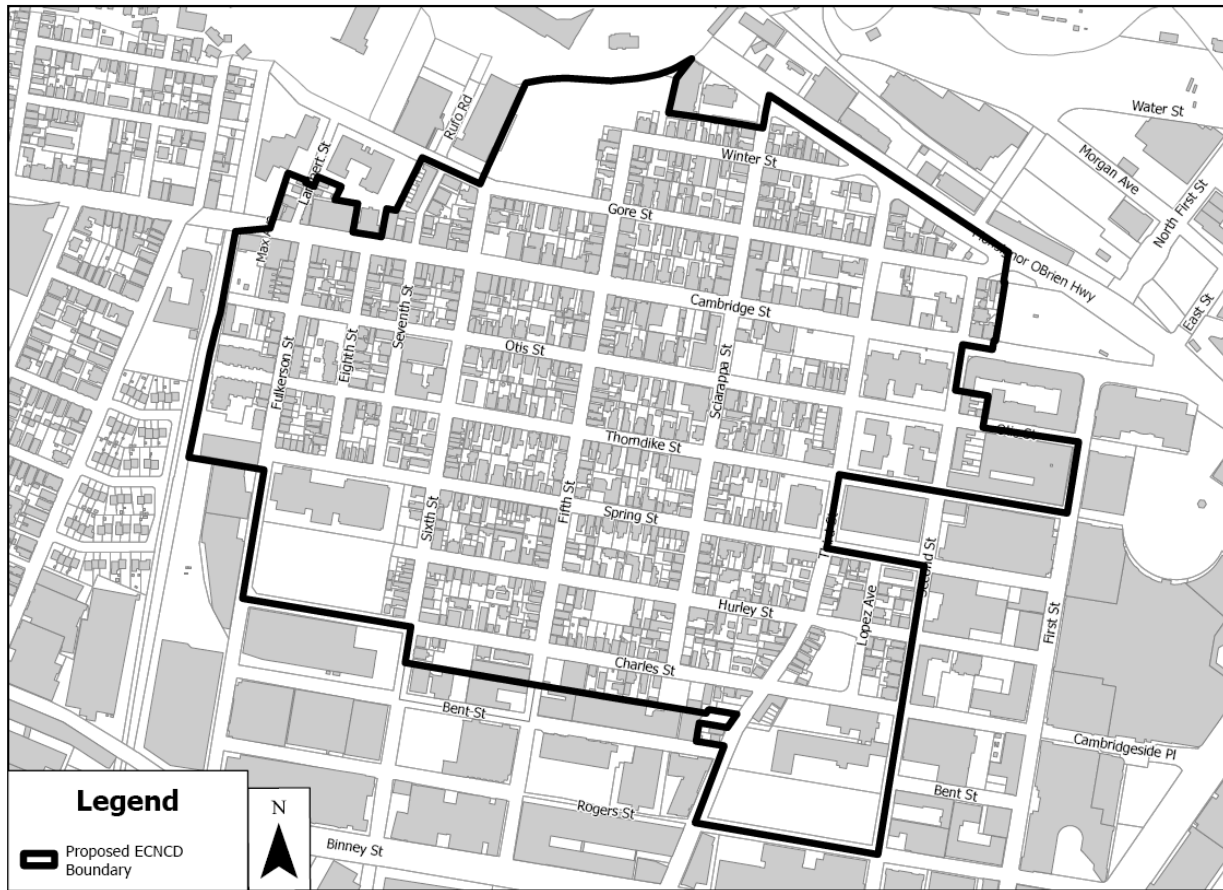 Rufo Rd
Water St
Morgan Ave
North First St
East St
Winter St
Lambert St
Gore St
Max Ave
Monsignor OBrien Hwy
Cambridge St
Seventh St
Eighth St
Fulkerson St
Otis St
Sciarappa St
Otis St
Thorndike St
Spring St
Fifth St
Sixth St
Third St
Second St
First St
Hurley St
Lopez Ave
Charles St
Bent St
Cambridgeside Pl
Bent St
Rogers St
Binney St
Legend
Proposed ECNCD
Boundary
N